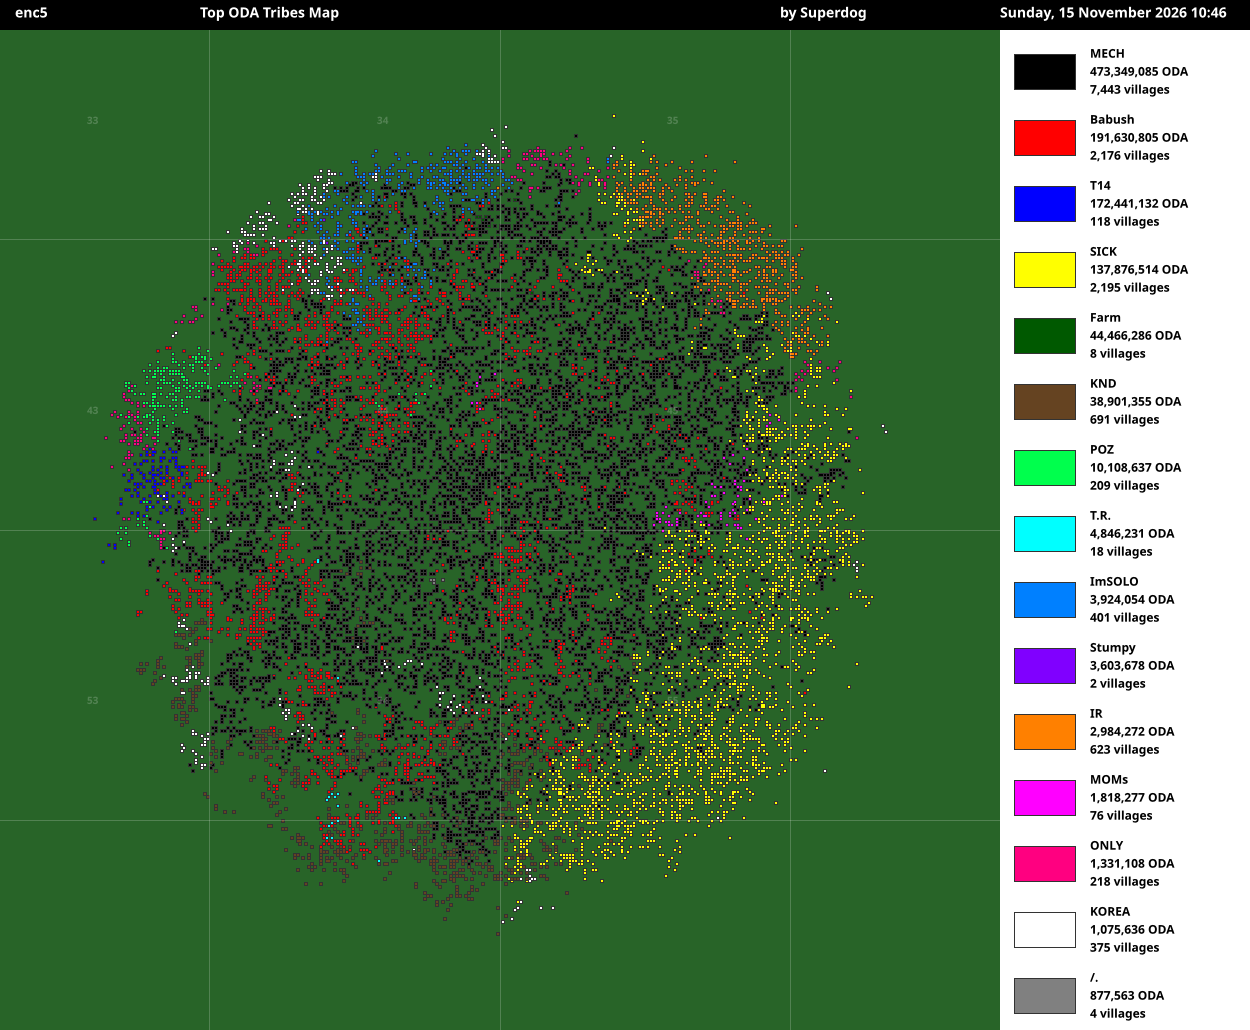 enc5 Top ODA Tribes Map by Superdog Sunday, 15 November 2026 10:46
33 34 35
43
53
MECH
473,349,085 ODA
7,443 villages
Babush
191,630,805 ODA
2,176 villages
T14
172,441,132 ODA
118 villages
SICK
137,876,514 ODA
2,195 villages
Farm
44,466,286 ODA
8 villages
KND
38,901,355 ODA
691 villages
POZ
10,108,637 ODA
209 villages
T.R.
4,846,231 ODA
18 villages
ImSOLO
3,924,054 ODA
401 villages
Stumpy
3,603,678 ODA
2 villages
IR
2,984,272 ODA
623 villages
MOMs
1,818,277 ODA
76 villages
ONLY
1,331,108 ODA
218 villages
KOREA
1,075,636 ODA
375 villages
/.
877,563 ODA
4 villages